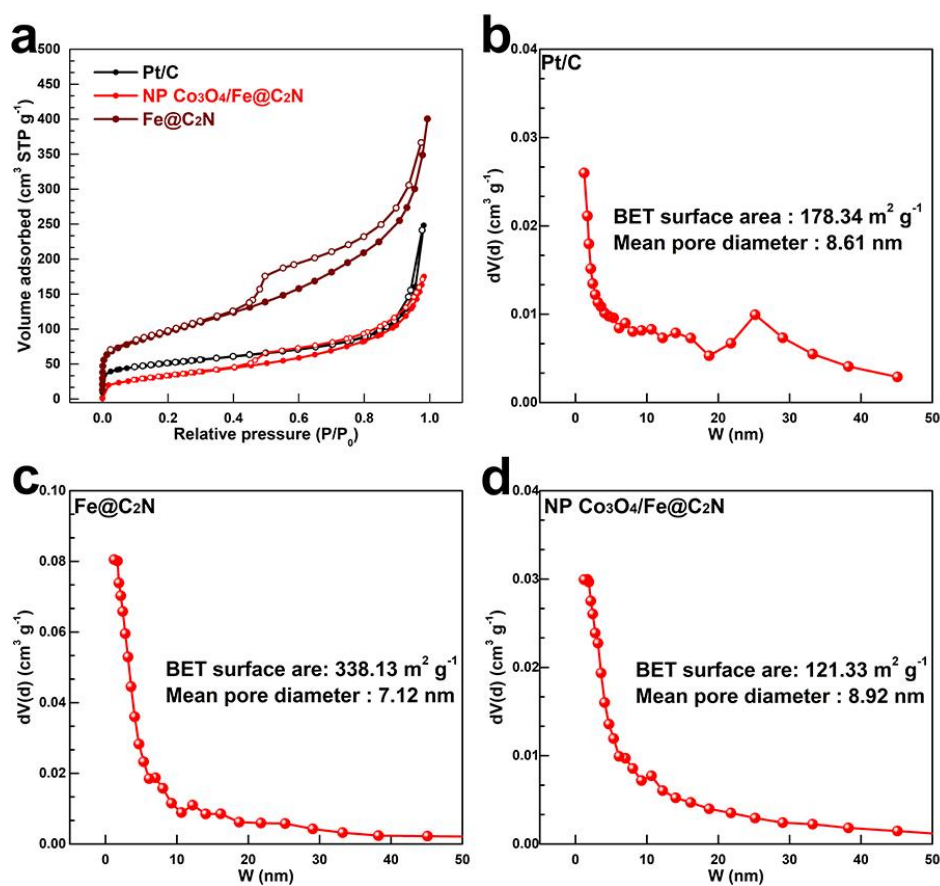 a
500
450
400
350
300
250
200
150
100
50
0
Volume adsorbed (cm³ STP g⁻¹)
Pt/C
NP Co₃O₄/Fe@C₂N
Fe@C₂N
0.0 0.2 0.4 0.6 0.8 1.0
Relative pressure (P/P₀)
b
Pt/C
0.04
0.03
0.02
0.01
0.00
dV(d) (cm³ g⁻¹)
BET surface area : 178.34 m² g⁻¹
Mean pore diameter : 8.61 nm
0 10 20 30 40 50
W (nm)
c
Fe@C₂N
0.10
0.08
0.06
0.04
0.02
0.00
dV(d) (cm³ g⁻¹)
BET surface are: 338.13 m² g⁻¹
Mean pore diameter : 7.12 nm
0 10 20 30 40 50
W (nm)
d
NP Co₃O₄/Fe@C₂N
0.04
0.03
0.02
0.01
0.00
dV(d) (cm³ g⁻¹)
BET surface are: 121.33 m² g⁻¹
Mean pore diameter : 8.92 nm
0 10 20 30 40 50
W (nm)